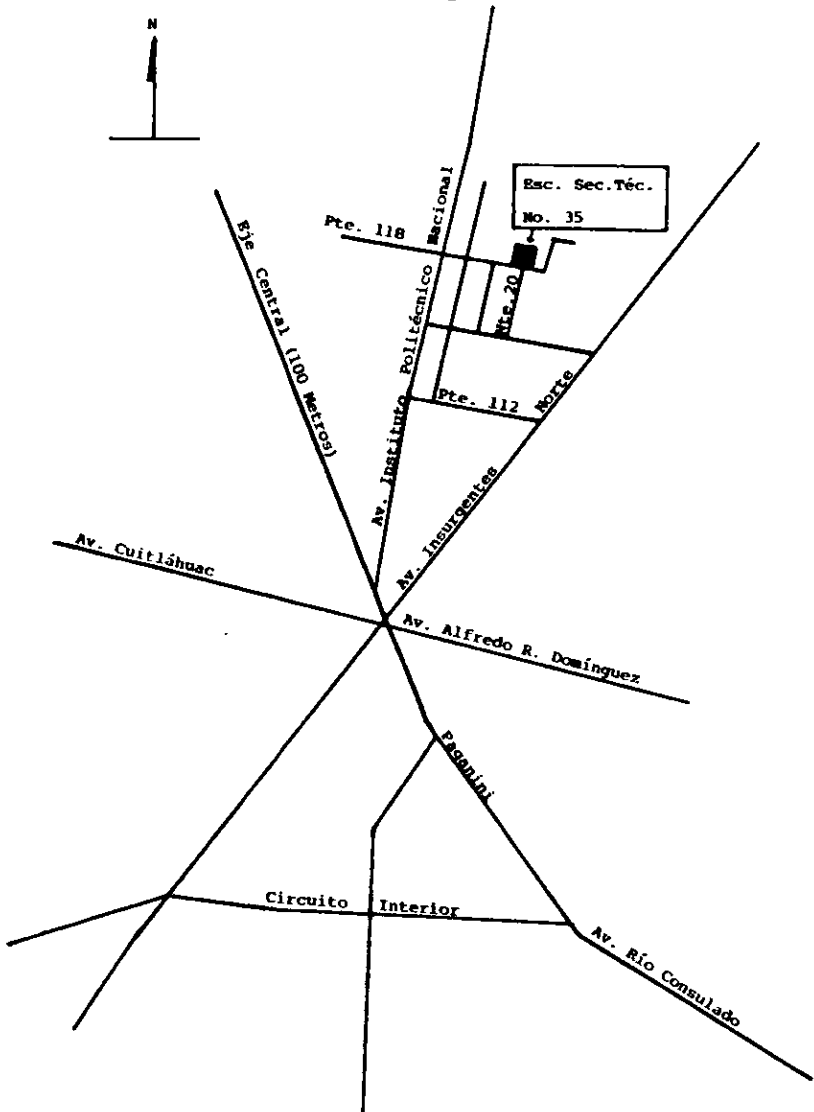 N
Esc. Sec.Téc.
No. 35
Pte. 118
Eje Central (100 Metros)
Av. Instituto Politécnico Nacional
Nte.20
Pte. 112
Av. Insurgentes Norte
Av. Cuitláhuac
Av. Alfredo R. Domínguez
Paganini
Circuito Interior
Av. Río Consulado